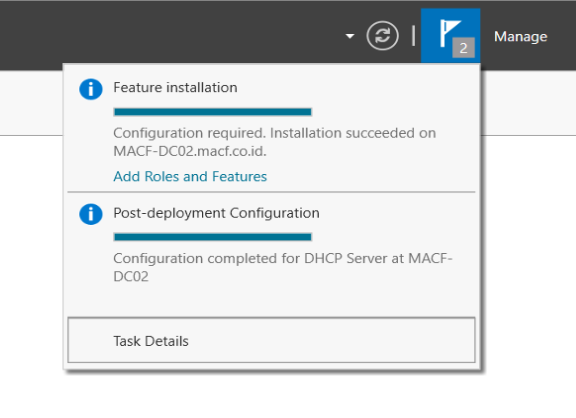 2
Manage
Feature installation
Configuration required. Installation succeeded on
MACF-DC02.macf.co.id.
Add Roles and Features
Post-deployment Configuration
Configuration completed for DHCP Server at MACF-
DC02
Task Details